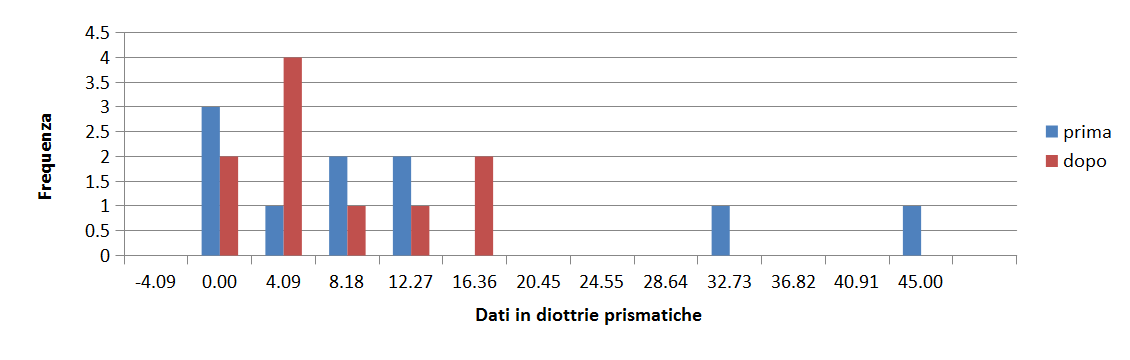 4.5
4
3.5
3
2.5
2
1.5
1
0.5
0
Frequenza
-4.09 0.00 4.09 8.18 12.27 16.36 20.45 24.55 28.64 32.73 36.82 40.91 45.00
Dati in diottrie prismatiche
prima
dopo